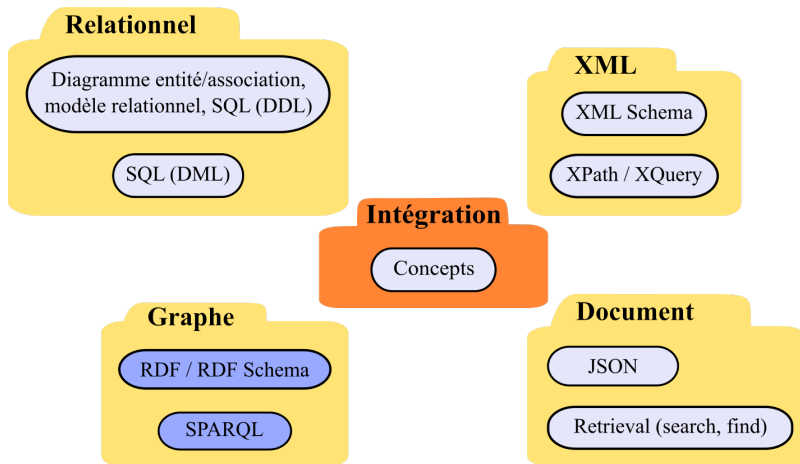 Relationnel
Diagramme entité/association,
modèle relationnel, SQL (DDL)
SQL (DML)
XML
XML Schema
XPath / XQuery
Intégration
Concepts
Graphe
RDF / RDF Schema
SPARQL
Document
JSON
Retrieval (search, find)